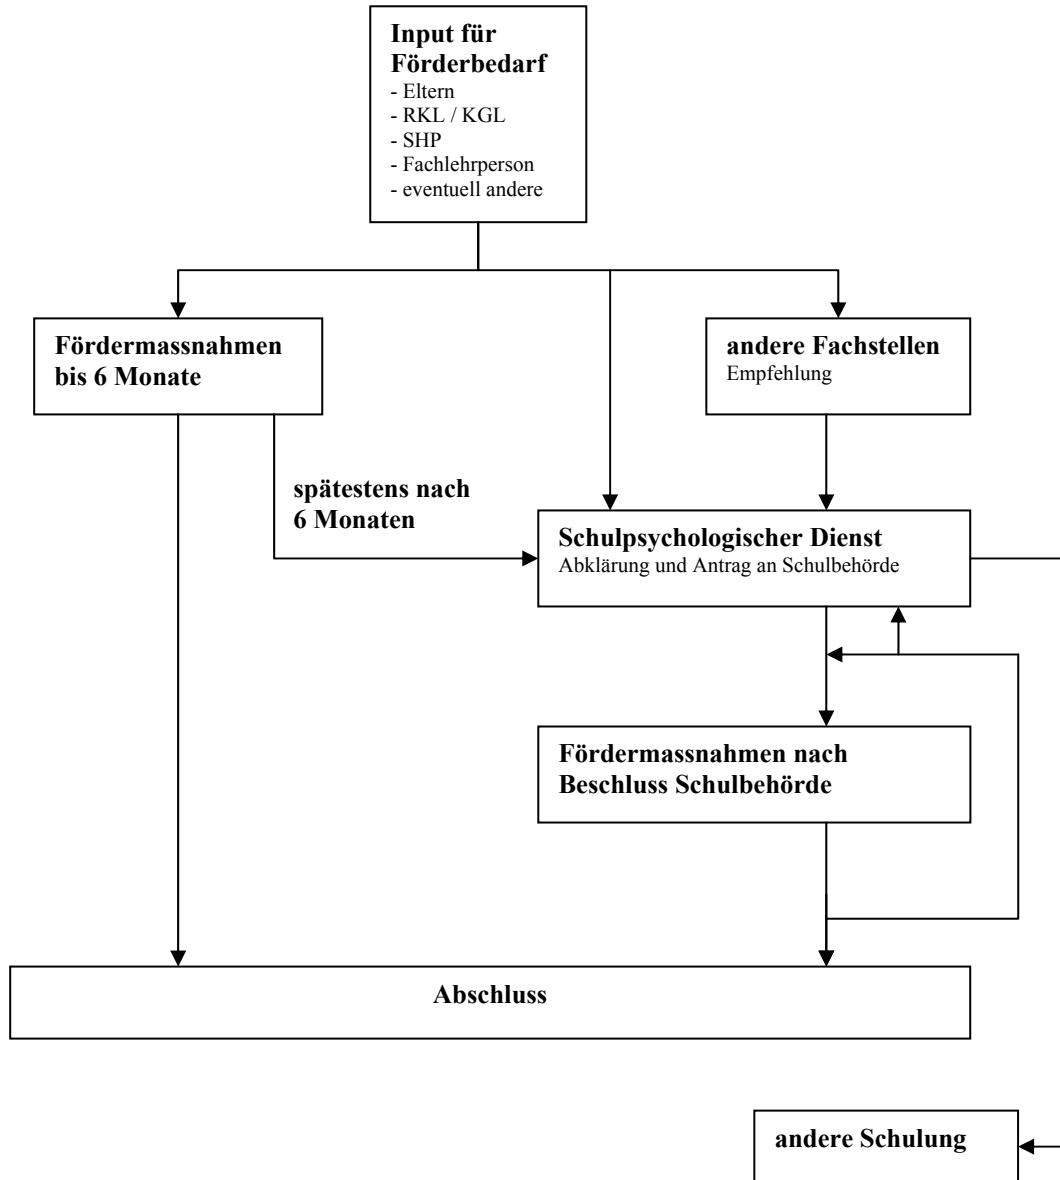 Input für
Förderbedarf
- Eltern
- RKL / KGL
- SHP
- Fachlehrperson
- eventuell andere
Fördermassnahmen
bis 6 Monate
andere Fachstellen
Empfehlung
spätestens nach
6 Monaten
Schulpsychologischer Dienst
Abklärung und Antrag an Schulbehörde
Fördermassnahmen nach
Beschluss Schulbehörde
Abschluss
andere Schulung